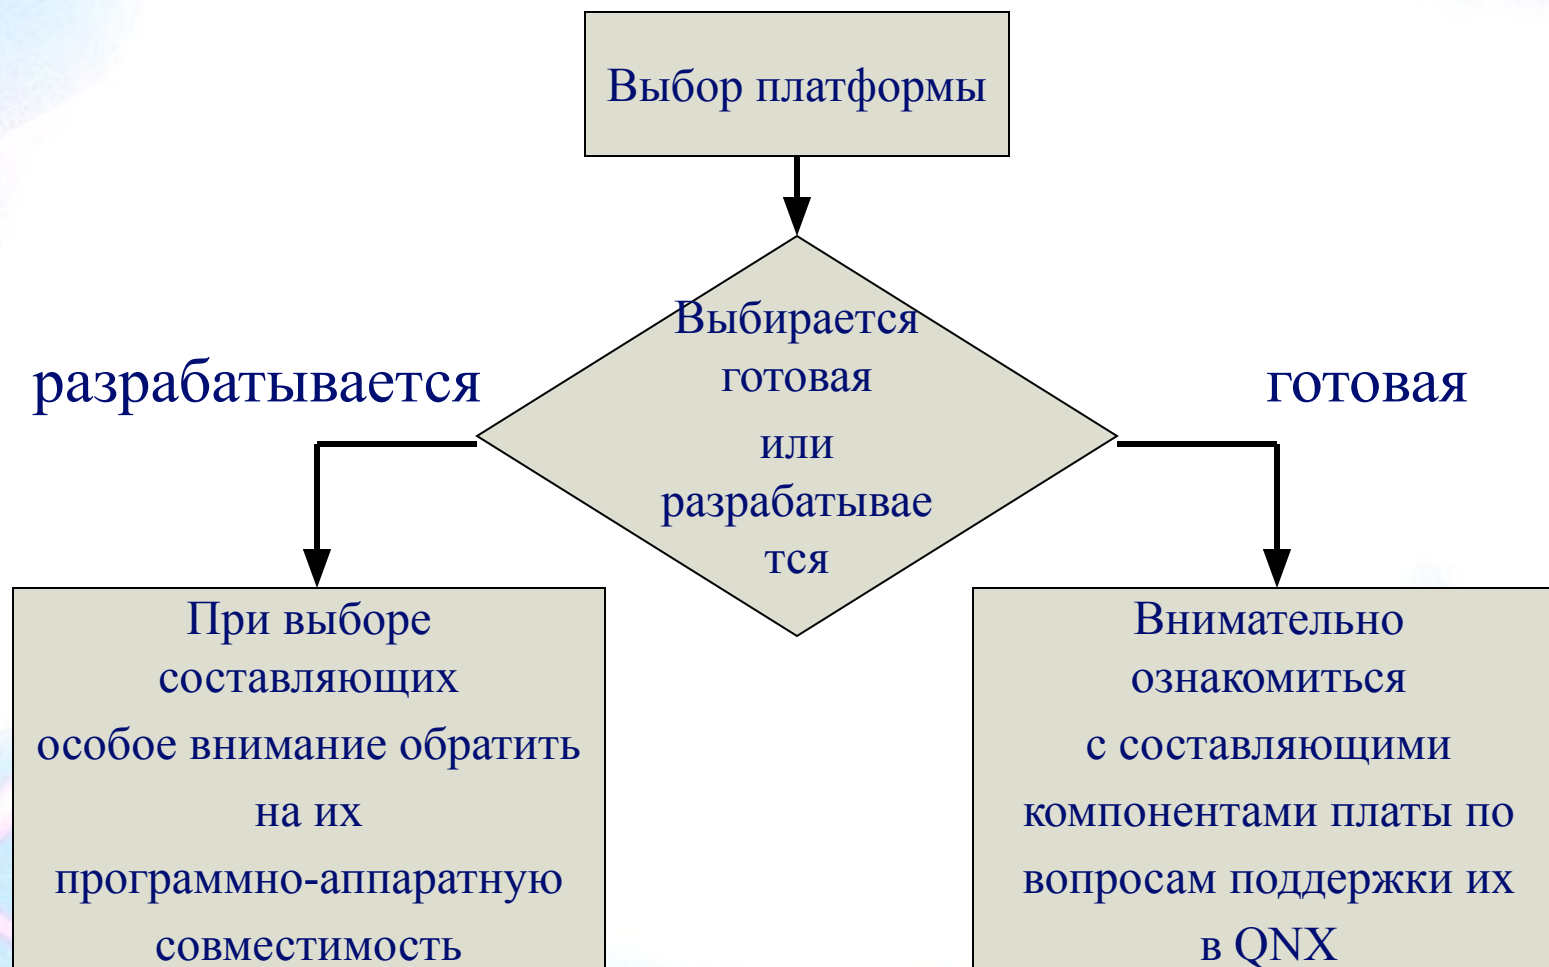 Выбор платформы
Выбирается
готовая
или
разрабатывае
тся
разрабатывается
готовая
При выборе
составляющих
особое внимание обратить
на их
программно-аппаратную
совместимость
Внимательно
ознакомиться
с составляющими
компонентами платы по
вопросам поддержки их
в QNX